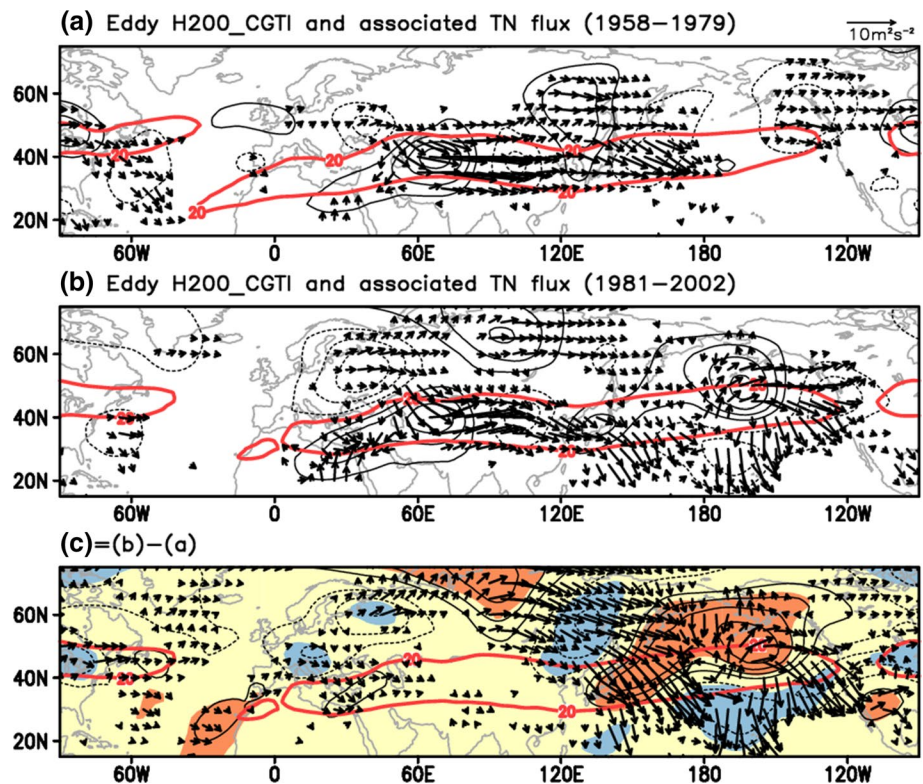 (a) Eddy H200_CGTI and associated TN flux (1958−1979)
10m²s⁻²
60N
40N
20N
20
20
20
20
20
60W
0
60E
120E
180
120W
(b) Eddy H200_CGTI and associated TN flux (1981−2002)
60N
40N
20N
20
20
20
20
60W
0
60E
120E
180
120W
(c)=(b)−(a)
60N
40N
20N
20
20
20
20
60W
0
60E
120E
180
120W